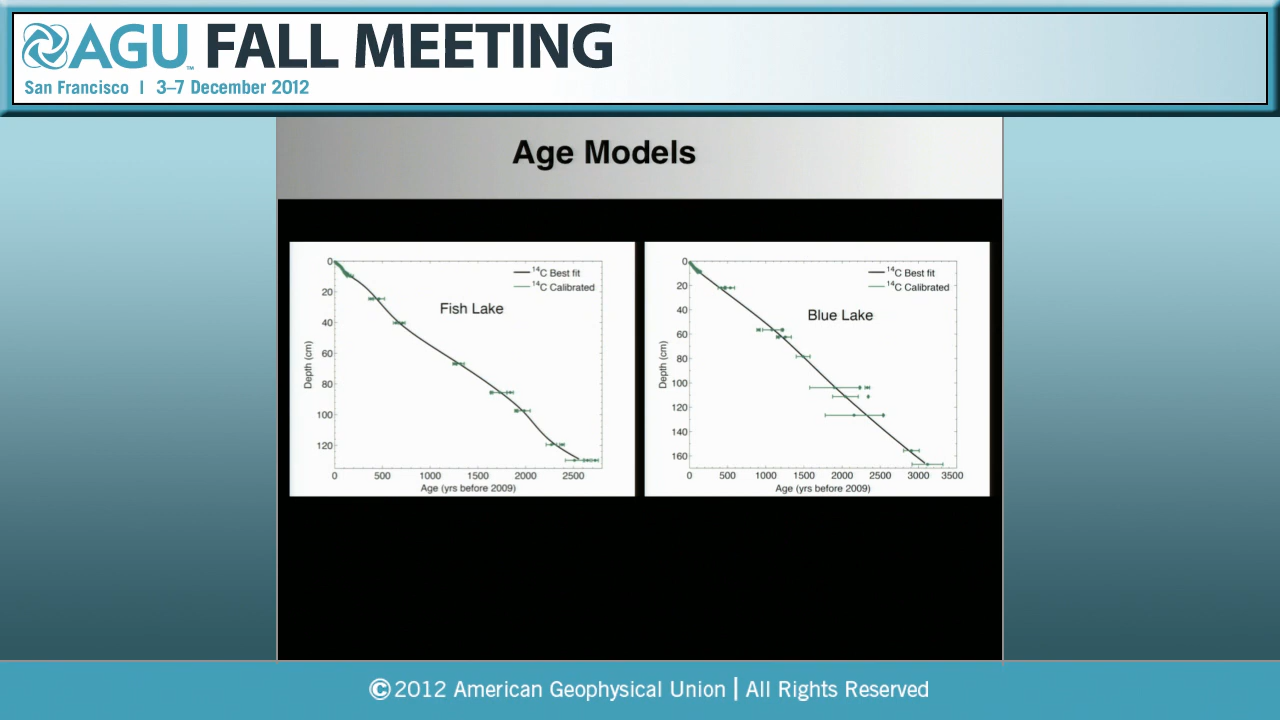 AGU™ FALL MEETING
San Francisco | 3–7 December 2012
Age Models
0
20
40
60
80
100
120
Depth (cm)
¹⁴C Best fit
¹⁴C Calibrated
Fish Lake
0 500 1000 1500 2000 2500
Age (yrs before 2009)
0
20
40
60
80
100
120
140
160
Depth (cm)
¹⁴C Best fit
¹⁴C Calibrated
Blue Lake
0 500 1000 1500 2000 2500 3000 3500
Age (yrs before 2009)
©2012 American Geophysical Union | All Rights Reserved